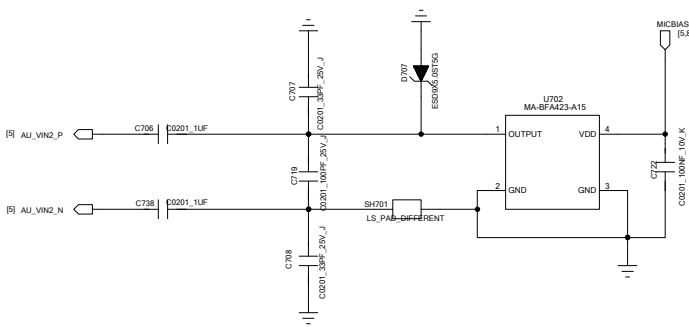 MICBIAS
[5,8
C707
C0201_33PF_25V_J
D707
ESD9X5.0ST5G
U702
MA-BFA423-A15
[5] AU_VIN2_P
C706
C0201_1UF
1
OUTPUT
VDD
4
C719
C0201_100PF_25V_J
C722
C0201_100NF_10V_K
2
GND
GND
3
[5] AU_VIN2_N
C738
C0201_1UF
SH701
LS_PAD_DIFFERENT
C708
C0201_33PF_25V_J